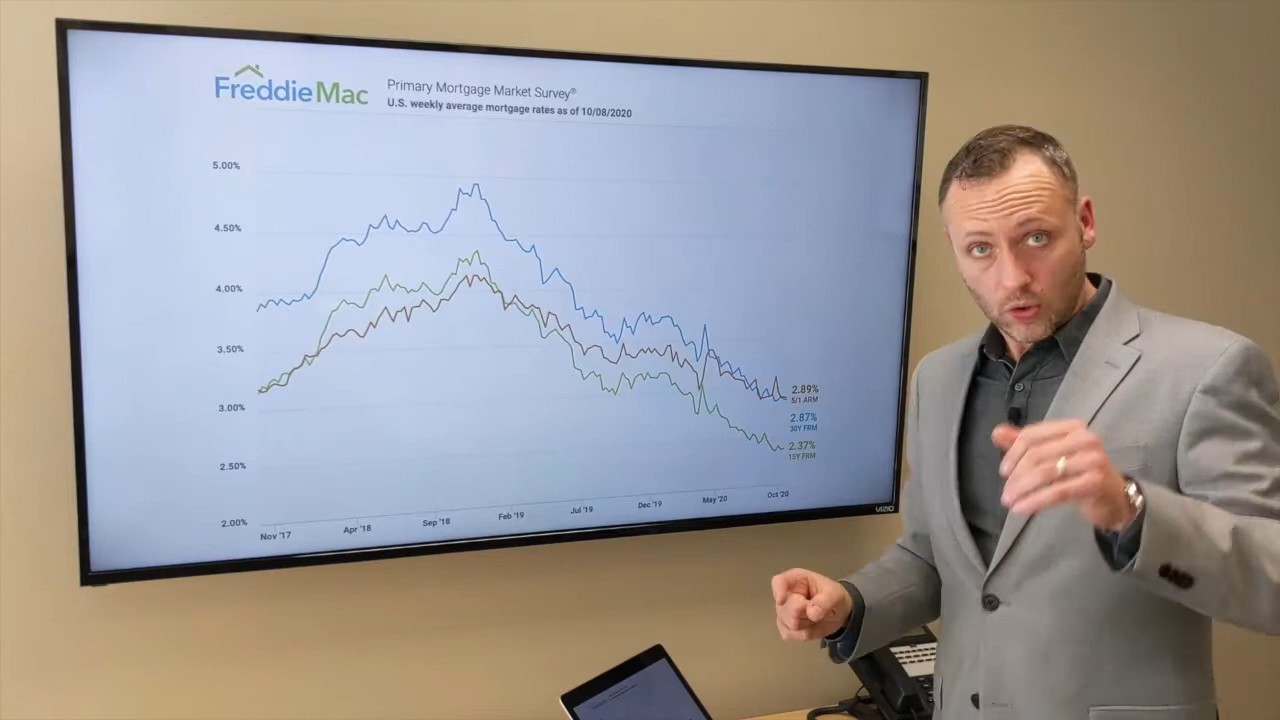 FreddieMac
Primary Mortgage Market Survey®
U.S. weekly average mortgage rates as of 10/08/2020
5.00%
4.50%
4.00%
3.50%
3.00%
2.50%
2.00%
2.89%
5/1 ARM
2.87%
30Y FRM
2.37%
15Y FRM
Nov '17
Apr '18
Sep '18
Feb '19
Jul '19
Dec '19
May '20
Oct '20
VIZIO